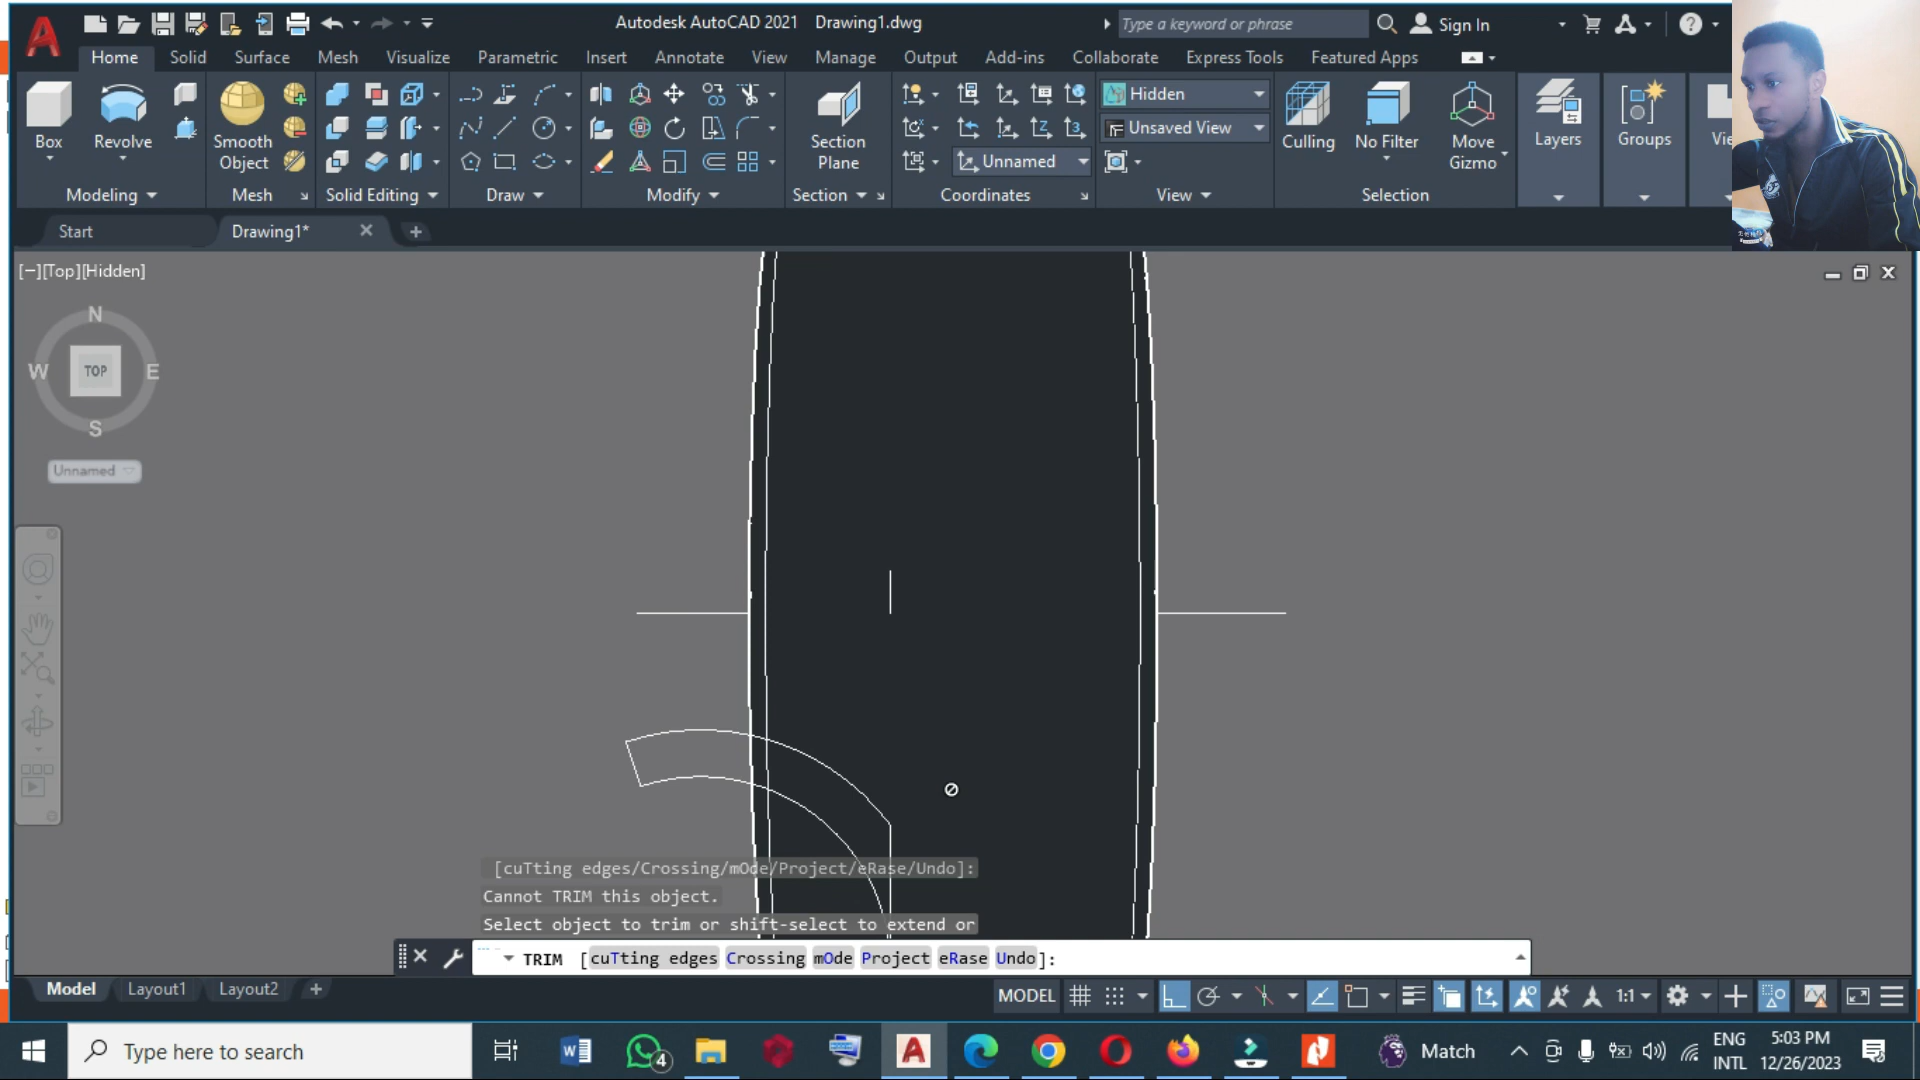 Autodesk AutoCAD 2021 Drawing1.dwg
Type a keyword or phrase
Sign In
Home Solid Surface Mesh Visualize Parametric Insert Annotate View Manage Output Add-ins Collaborate Express Tools Featured Apps
Box
Revolve
Smooth Object
Section Plane
Hidden
Unsaved View
Unnamed
Culling
No Filter
Move Gizmo
Layers
Groups
Modeling
Mesh
Solid Editing
Draw
Modify
Section
Coordinates
View
Selection
Start
Drawing1*
[−][Top][Hidden]
N
W TOP E
S
Unnamed
[cuTting edges/Crossing/mOde/Project/eRase/Undo]:
Cannot TRIM this object.
Select object to trim or shift-select to extend or
TRIM [cuTting edges Crossing mOde Project eRase Undo]:
Model Layout1 Layout2
MODEL
1:1
Type here to search
4
Match
ENG
INTL
5:03 PM
12/26/2023